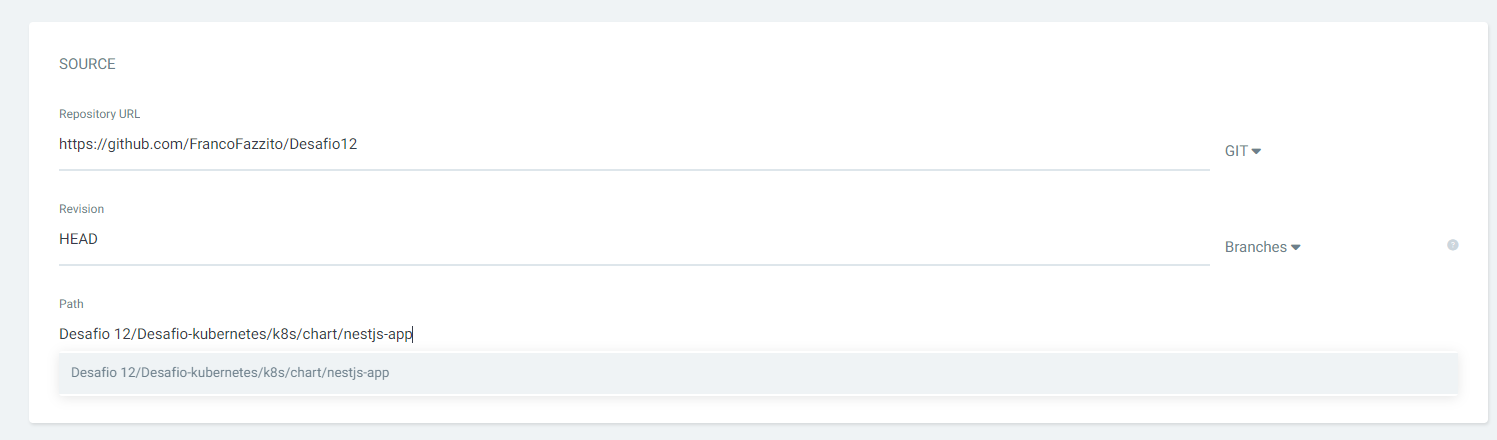 SOURCE
Repository URL
https://github.com/FrancoFazzito/Desafio12
GIT
Revision
HEAD
Branches
?
Path
Desafio 12/Desafio-kubernetes/k8s/chart/nestjs-app
Desafio 12/Desafio-kubernetes/k8s/chart/nestjs-app